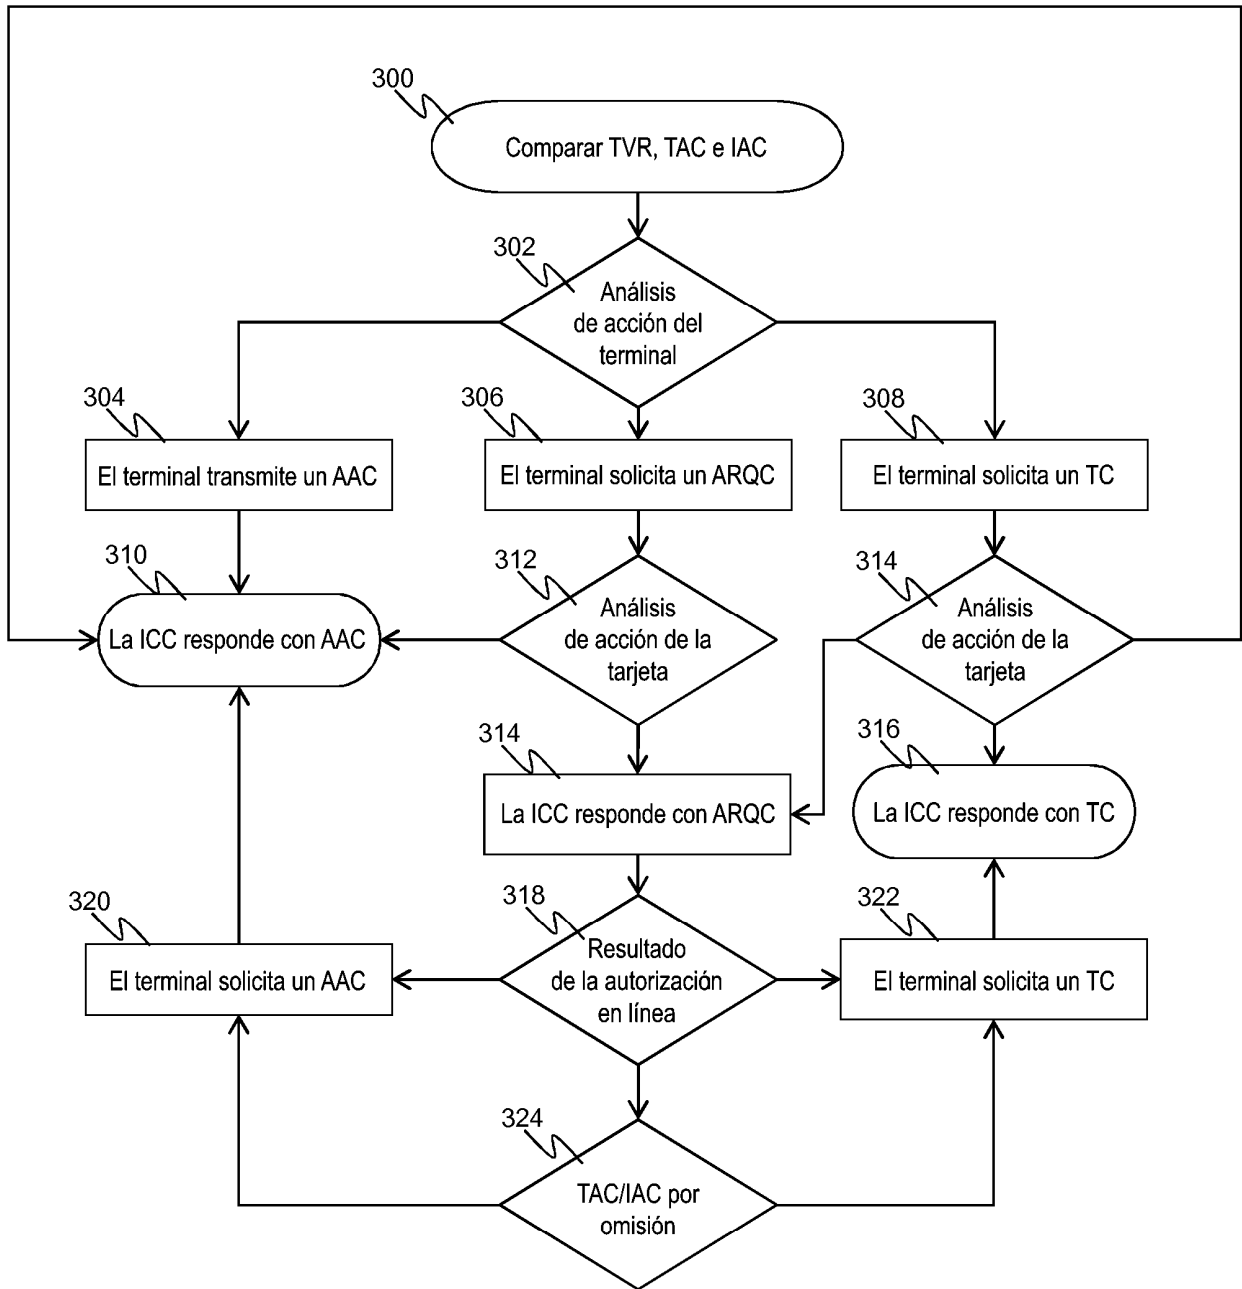 300
Comparar TVR, TAC e IAC
302
Análisis
de acción del
terminal
304
306
308
El terminal transmite un AAC
El terminal solicita un ARQC
El terminal solicita un TC
310
312
314
La ICC responde con AAC
Análisis
de acción de la
tarjeta
Análisis
de acción de la
tarjeta
314
316
La ICC responde con ARQC
La ICC responde con TC
320
318
322
El terminal solicita un AAC
Resultado
de la autorización
en línea
El terminal solicita un TC
324
TAC/IAC por
omisión